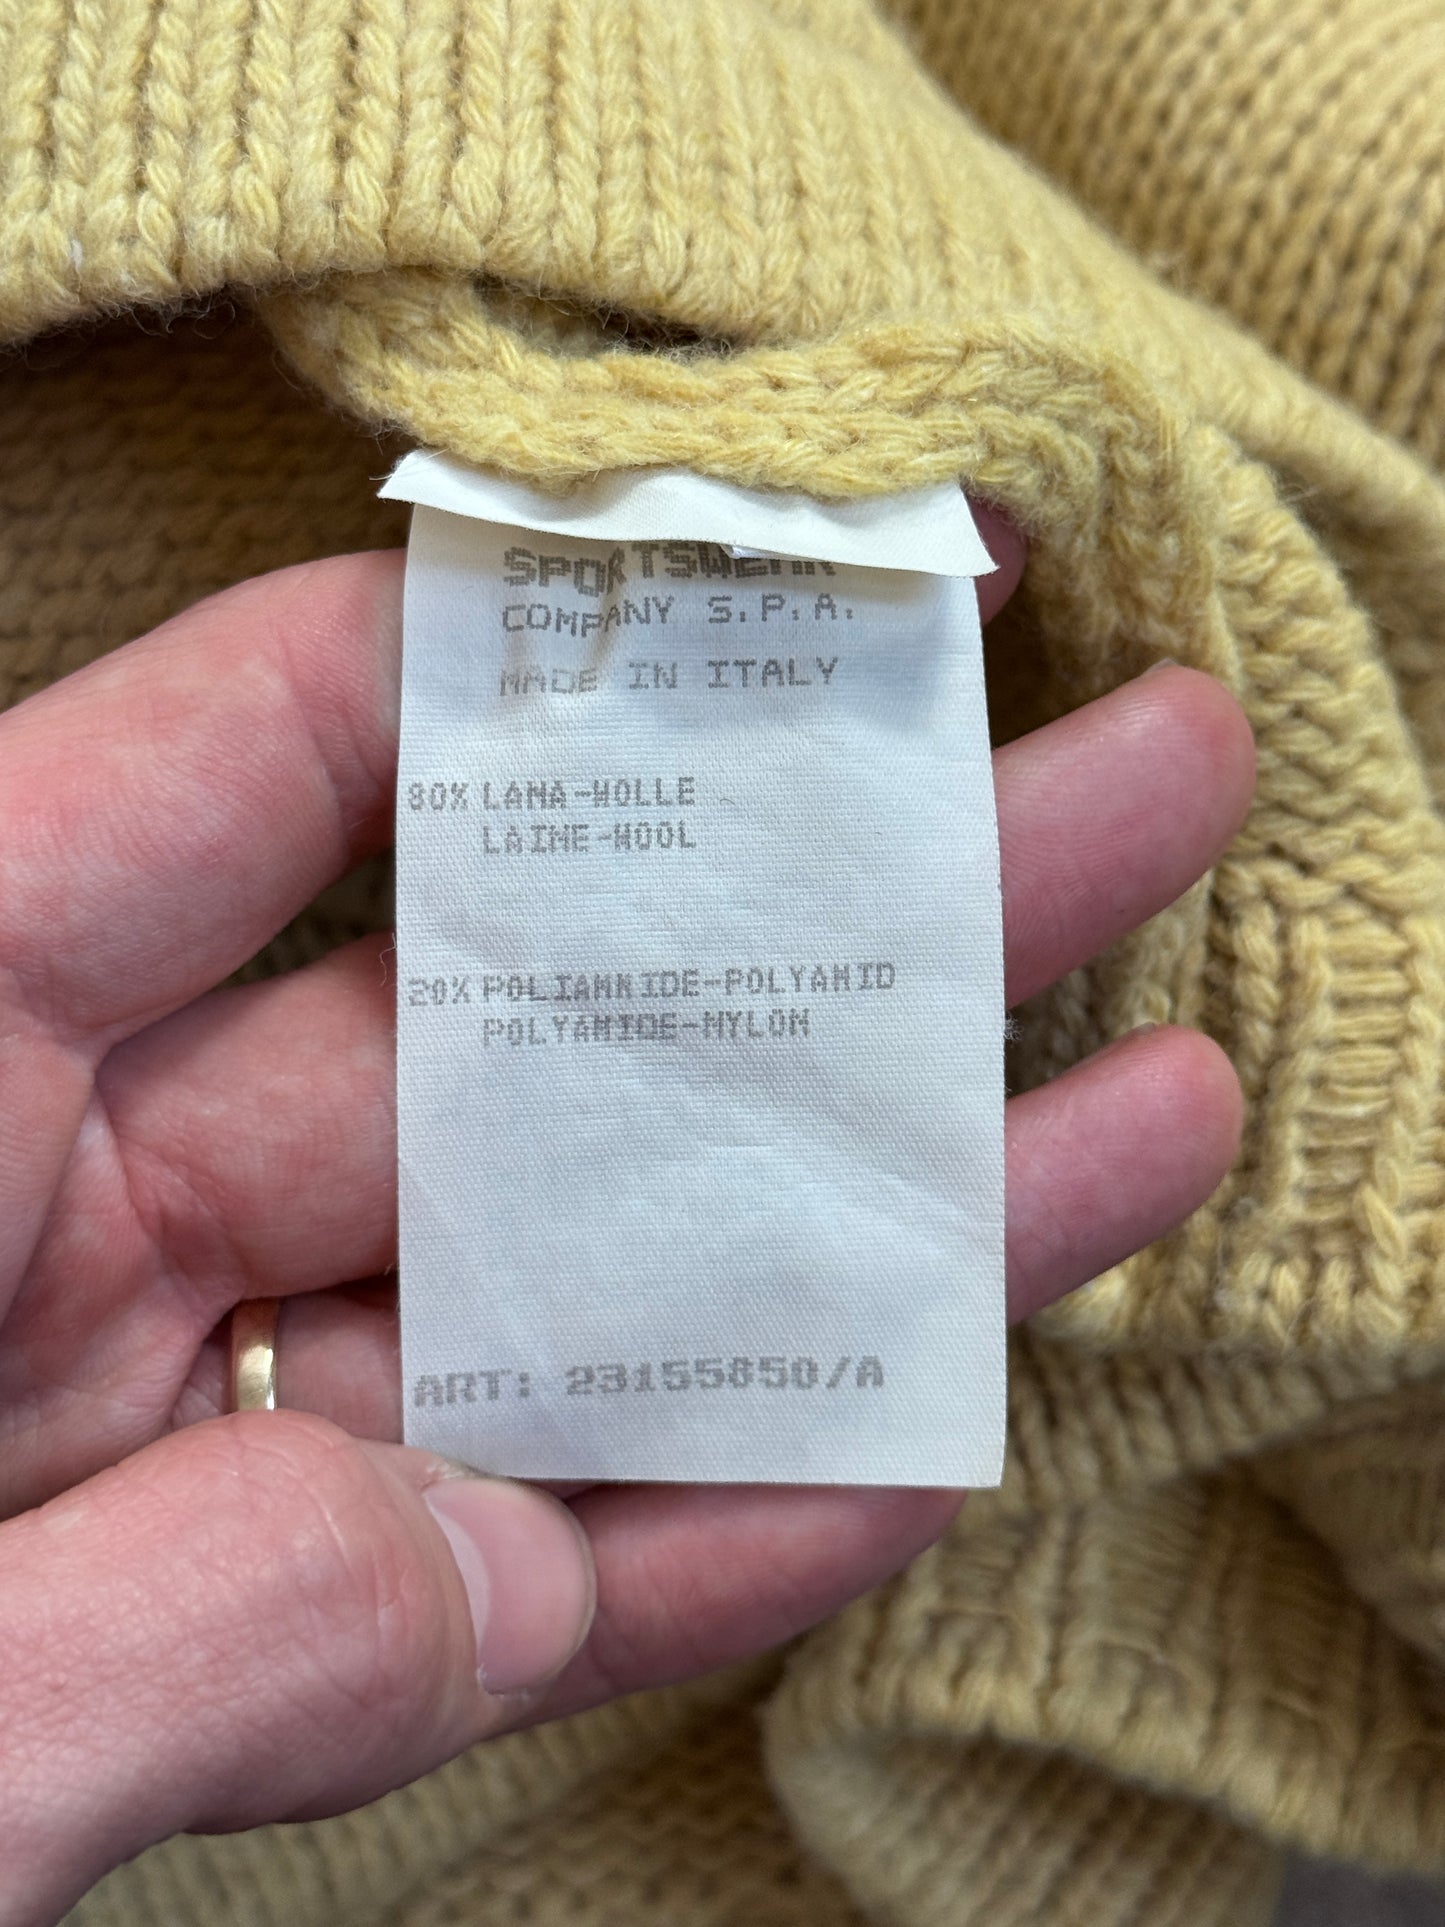 SPORTSWEAR
COMPANY S.P.A.
MADE IN ITALY
80% LANA-WOLLE
LAINE-WOOL
20% POLIAMMIDE-POLYAMID
POLYAMIDE-NYLON
ART: 23155850/A